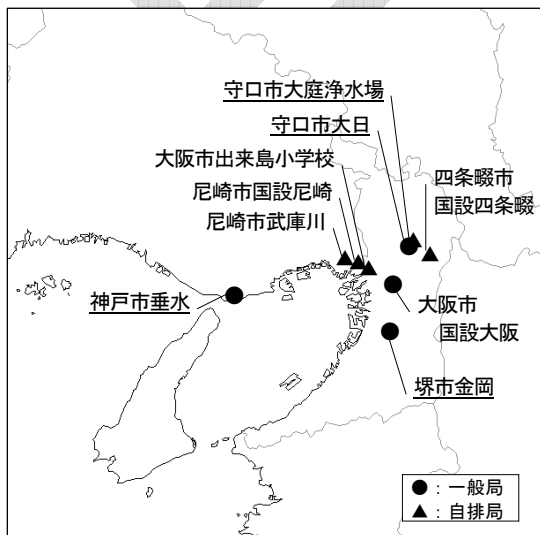 守口市大庭浄水場
守口市大日
大阪市出来島小学校
尼崎市国設尼崎
尼崎市武庫川
四条畷市
国設四条畷
神戸市垂水
大阪市
国設大阪
堺市金岡
●：一般局
▲：自排局